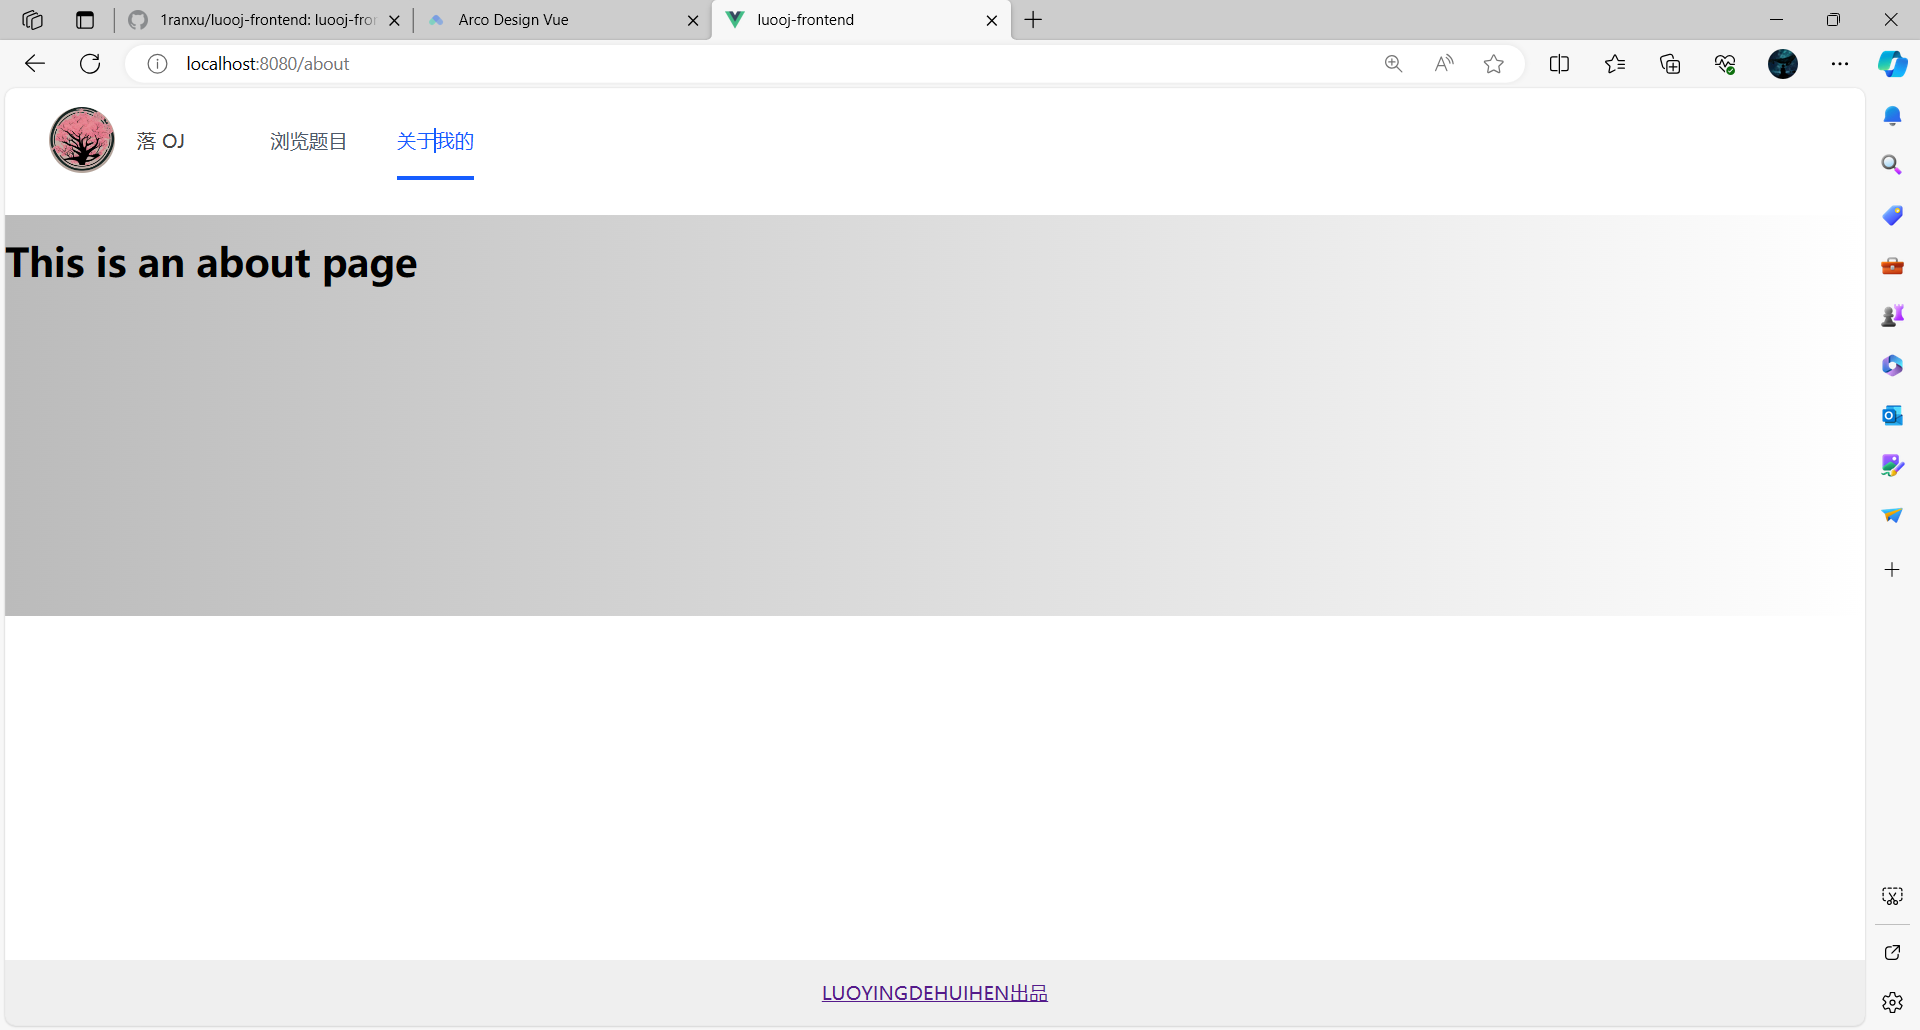 1ranxu/luooj-frontend: luooj-fron
Arco Design Vue
luooj-frontend
localhost:8080/about
落 OJ
浏览题目
关于我的
This is an about page
LUOYINGDEHUIHEN出品